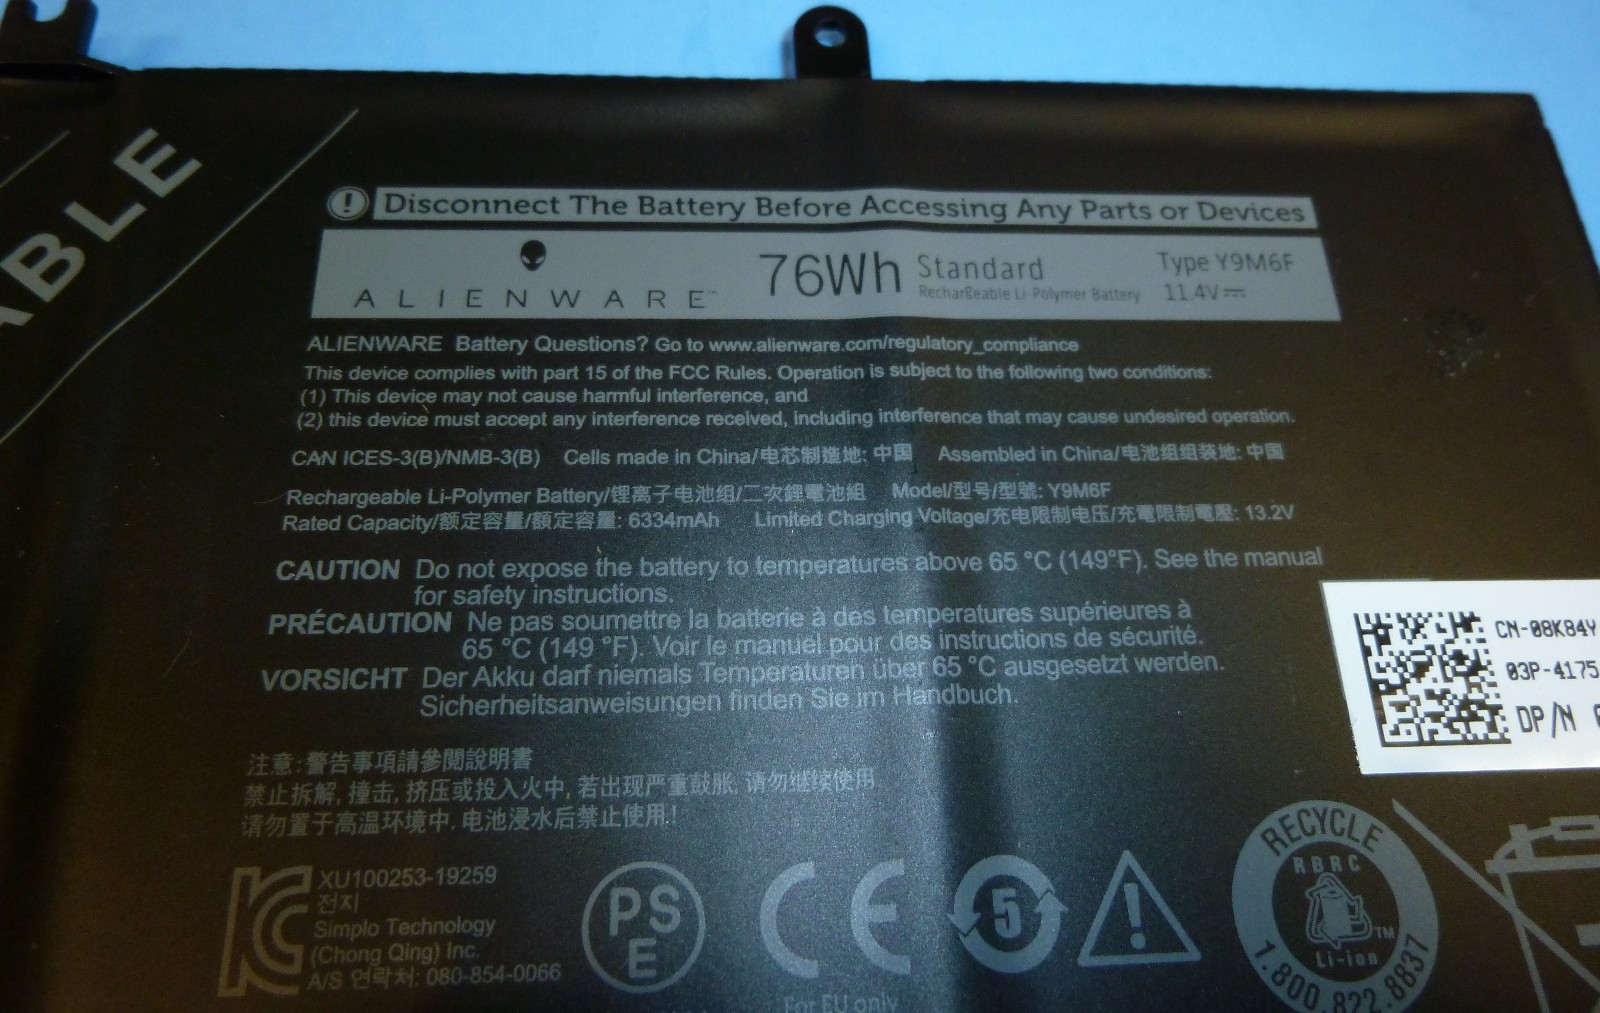 ABLE
! Disconnect The Battery Before Accessing Any Parts or Devices
ALIENWARE™ 76Wh Standard Type Y9M6F
Rechargeable Li-Polymer Battery 11.4V⎓
ALIENWARE Battery Questions? Go to www.alienware.com/regulatory_compliance
This device complies with part 15 of the FCC Rules. Operation is subject to the following two conditions:
(1) This device may not cause harmful interference, and
(2) this device must accept any interference received, including interference that may cause undesired operation.
CAN ICES-3(B)/NMB-3(B) Cells made in China/电芯制造地: 中国 Assembled in China/电池组组装地: 中国
Rechargeable Li-Polymer Battery/锂离子电池组/二次鋰電池組 Model/型号/型號: Y9M6F
Rated Capacity/额定容量/額定容量: 6334mAh Limited Charging Voltage/充电限制电压/充電限制電壓: 13.2V
CAUTION Do not expose the battery to temperatures above 65 °C (149°F). See the manual
for safety instructions.
PRÉCAUTION Ne pas soumettre la batterie à des temperatures supérieures à
65 °C (149 °F). Voir le manuel pour des instructions de sécurité.
VORSICHT Der Akku darf niemals Temperaturen über 65 °C ausgesetzt werden.
Sicherheitsanweisungen finden Sie im Handbuch.
CN-08K84Y
03P-4175
DP/N
注意:警告事項請參閱說明書
禁止拆解, 撞击, 挤压或投入火中, 若出现严重鼓胀, 请勿继续使用
请勿置于高温环境中. 电池浸水后禁止使用.!
XU100253-19259
전지
Simplo Technology
(Chong Qing) Inc.
A/S 연락처: 080-854-0066
PS
E
CE
For EU only
5
!
RECYCLE
RBRC
TM
Li-ion
1.800.822.8837